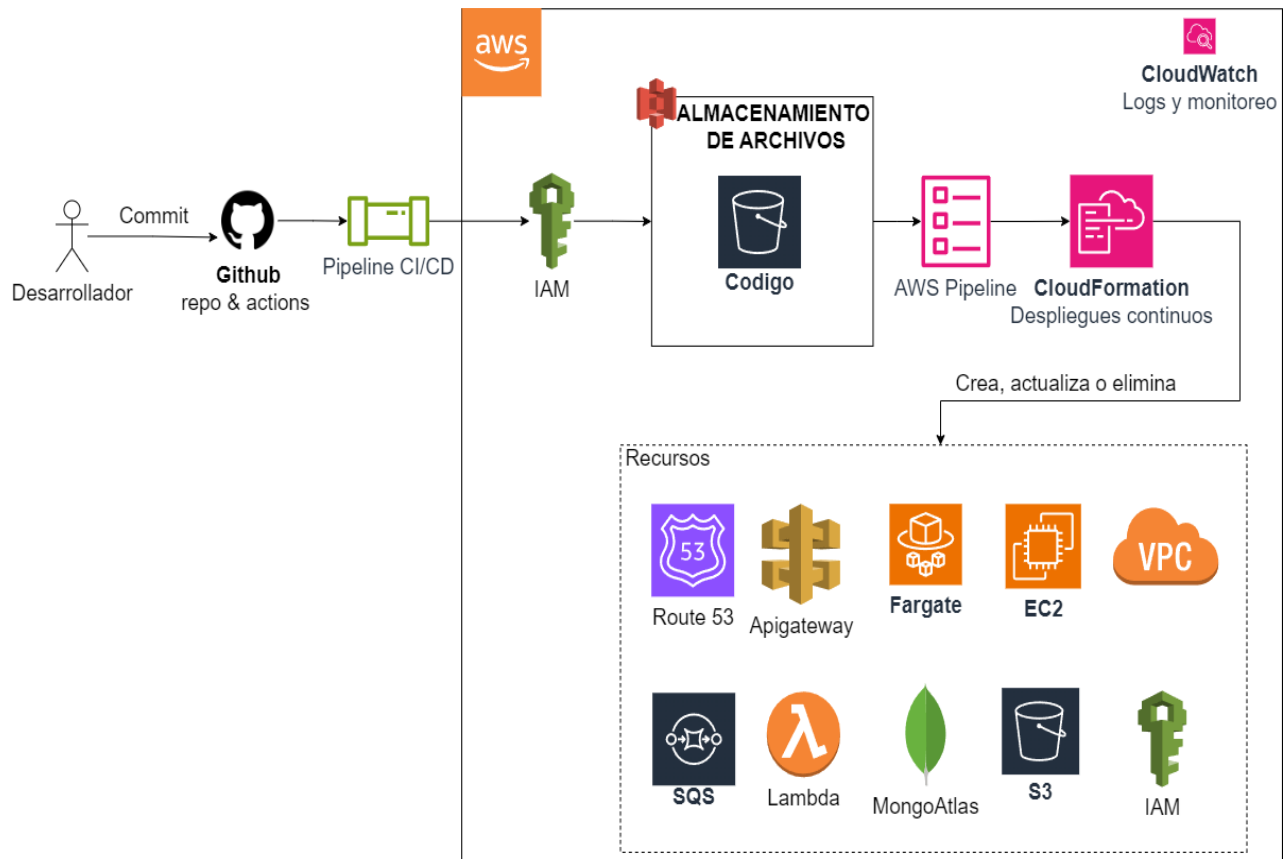 aws
CloudWatch
Logs y monitoreo
ALMACENAMIENTO
DE ARCHIVOS
Commit
Desarrollador
Github
repo & actions
Pipeline CI/CD
IAM
Codigo
AWS Pipeline
CloudFormation
Despliegues continuos
Crea, actualiza o elimina
Recursos
53
Route 53
Apigateway
Fargate
EC2
VPC
SQS
λ
Lambda
MongoAtlas
S3
IAM